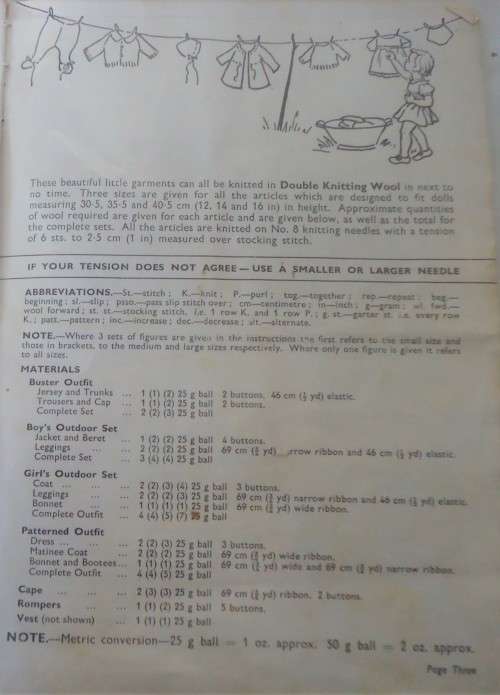 These beautiful little garments can all be knitted in Double Knitting Wool in next to
no time. Three sizes are given for all the articles which are designed to fit dolls
measuring 30·5, 35·5 and 40·5 cm (12, 14 and 16 in) in height. Approximate quantities
of wool required are given for each article and are given below, as well as the total for
the complete sets. All the articles are knitted on No. 8 knitting needles with a tension
of 6 sts. to 2·5 cm (1 in) measured over stocking stitch.
IF YOUR TENSION DOES NOT AGREE—USE A SMALLER OR LARGER NEEDLE
ABBREVIATIONS.—St.—stitch; K.—knit; P.—purl; tog.—together; rep.—repeat; beg.—
beginning; sl.—slip; psso.—pass slip stitch over; cm—centimetre; in—inch; g—gram; wl. fwd.—
wool forward; st. st.—stocking stitch, i.e. 1 row K. and 1 row P.; g. st.—garter st. i.e. every row
K.; patt.—pattern; inc.—increase; dec.—decrease; alt.—alternate.
NOTE.—Where 3 sets of figures are given in the instructions the first refers to the small size and
those in brackets, to the medium and large sizes respectively. Where only one figure is given it refers
to all sizes.
MATERIALS
Buster Outfit
Jersey and Trunks ... 1 (1) (2) 25 g ball 2 buttons. 46 cm (½ yd) elastic.
Trousers and Cap ... 1 (1) (2) 25 g ball 2 buttons.
Complete Set ... 2 (2) (3) 25 g ball
Boy's Outdoor Set
Jacket and Beret ... 1 (2) (2) 25 g ball 4 buttons.
Leggings ... ... 2 (2) (2) 25 g ball 69 cm (¾ yd) rrow ribbon and 46 cm (½ yd) elastic.
Complete Set ... 3 (4) (4) 25 g ball
Girl's Outdoor Set
Coat ... ... ... 2 (2) (3) (4) 25 g ball 3 buttons.
Leggings ... ... 2 (2) (2) (3) 25 g ball 69 cm (¾ yd) narrow ribbon and 46 cm (½ yd) elastic.
Bonnet ... ... 1 (1) (1) (1) 25 g ball 69 cm (¾ yd) wide ribbon.
Complete Outfit ... 4 (4) (5) (7) 25 g ball
Patterned Outfit
Dress ... ... ... 2 (2) (3) 25 g ball 3 buttons.
Matinee Coat ... 2 (2) (2) 25 g ball 69 cm (¾ yd) wide ribbon.
Bonnet and Bootees... 1 (1) (1) 25 g ball 69 cm (¾ yd) wide and 69 cm (¾ yd) narrow ribbon.
Complete Outfit ... 4 (4) (5) 25 g ball
Cape ... ... ... 2 (3) (3) 25 g ball 69 cm (¾ yd) ribbon. 2 buttons.
Rompers ... ... 1 (1) (2) 25 g ball 5 buttons.
Vest (not shown) ... 1 (1) (1) 25 g ball
NOTE.—Metric conversion—25 g ball = 1 oz. approx. 50 g ball = 2 oz. approx.
Page Three